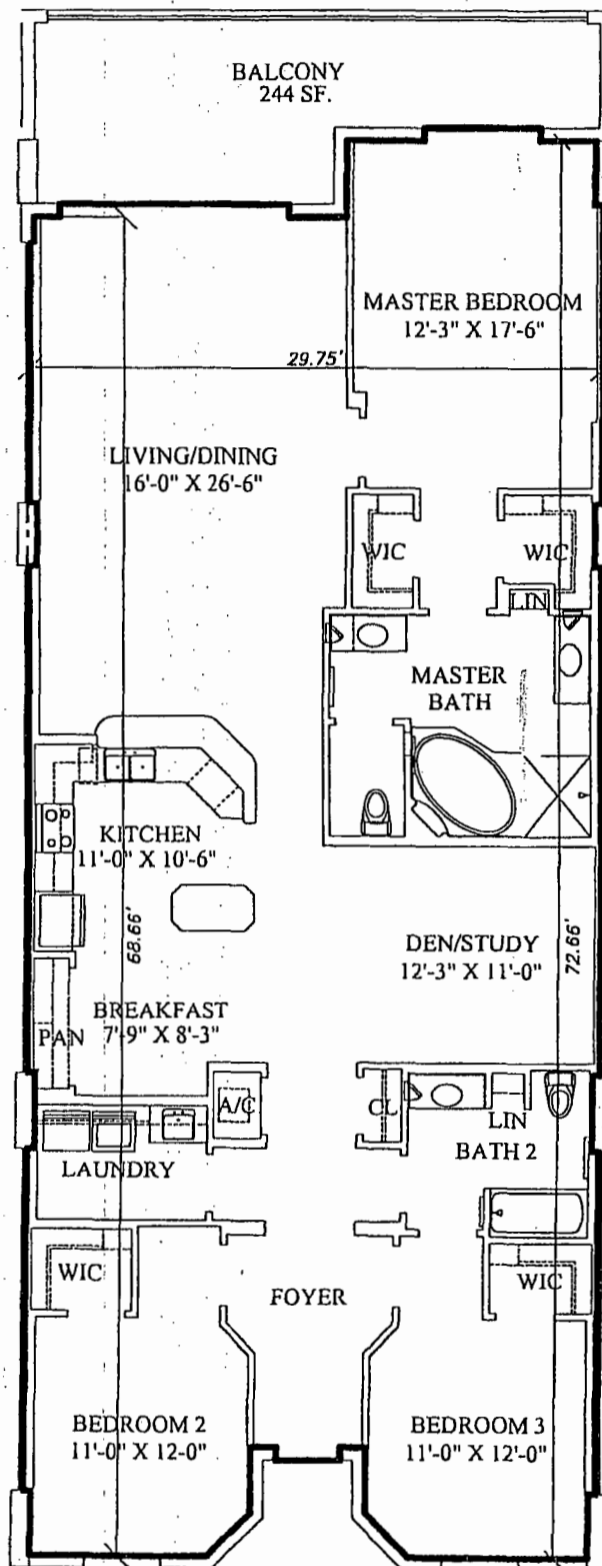 BALCONY
244 SF.
MASTER BEDROOM
12'-3" X 17'-6"
29.75'
LIVING/DINING
16'-0" X 26'-6"
WIC
WIC
LIN
MASTER
BATH
KITCHEN
11'-0" X 10'-6"
68.66'
DEN/STUDY
12'-3" X 11'-0"
72.66'
BREAKFAST
7'-9" X 8'-3"
PAN
A/C
CL
LIN
BATH 2
LAUNDRY
WIC
WIC
FOYER
BEDROOM 2
11'-0" X 12-0"
BEDROOM 3
11'-0" X 12'-0"